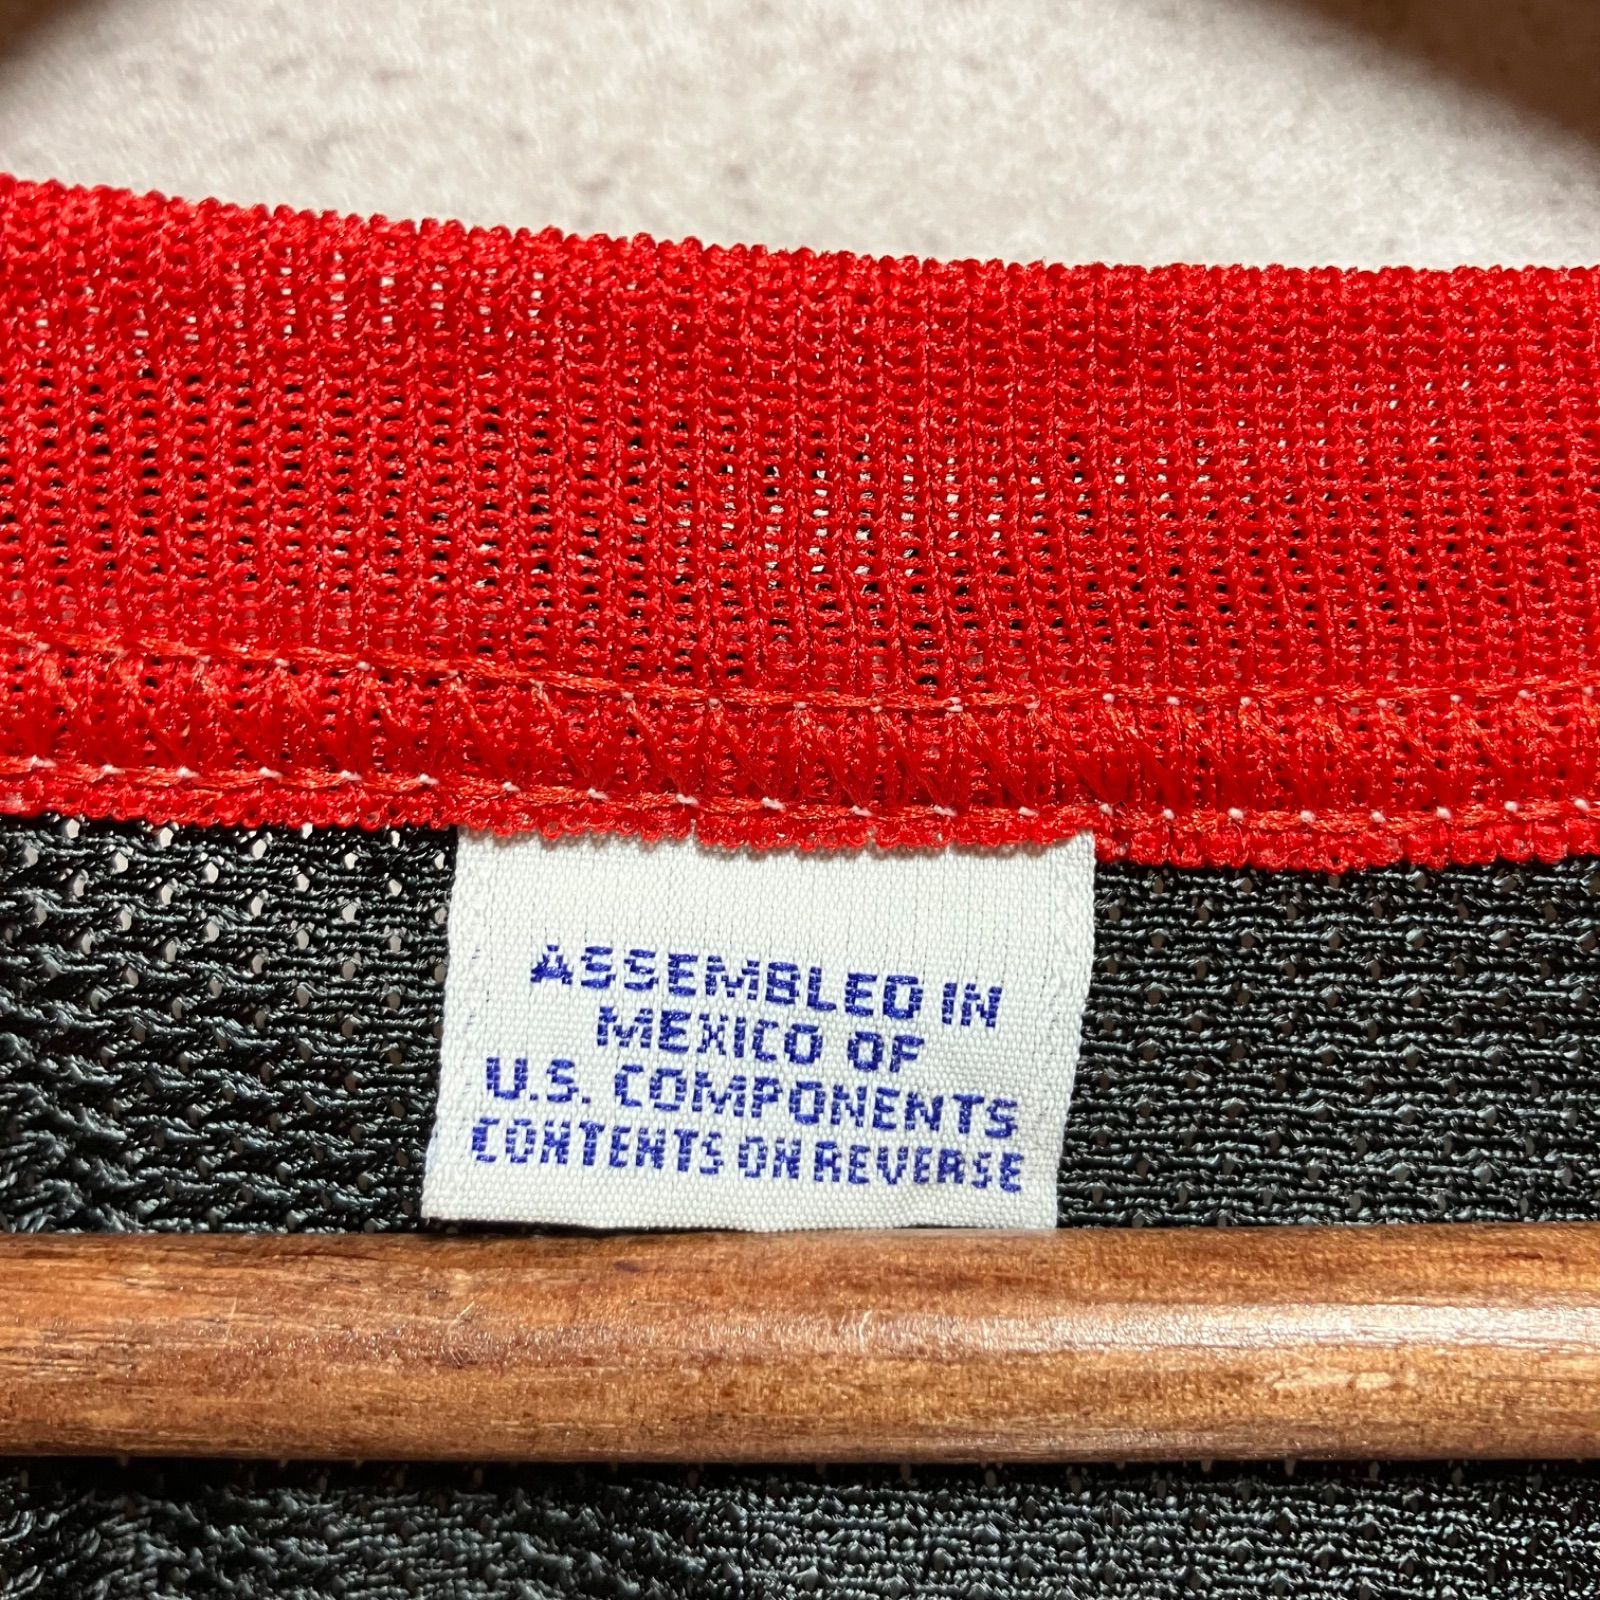 ASSEMBLED IN
MEXICO OF
U.S. COMPONENTS
CONTENTS ON REVERSE